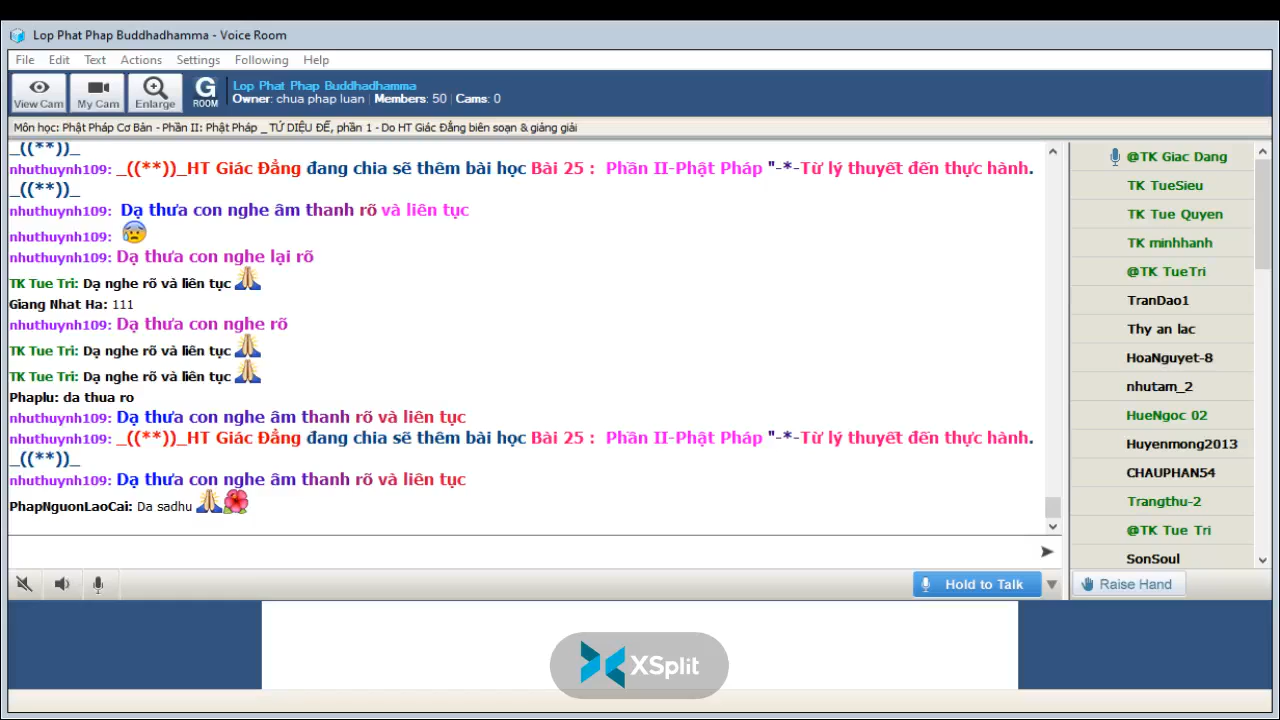 Lop Phat Phap Buddhadhamma - Voice Room
File Edit Text Actions Settings Following Help
View Cam My Cam Enlarge G ROOM
Lop Phat Phap Buddhadhamma
Owner: chua phap luan | Members: 50 | Cams: 0
Môn học: Phật Pháp Cơ Bản - Phần II: Phật Pháp _ TỨ DIỆU ĐẾ, phần 1 - Do HT Giác Đẳng biên soạn & giảng giải
_((**))_
nhuthuynh109: _((**))_HT Giác Đẳng đang chia sẽ thêm bài học Bài 25 : Phần II-Phật Pháp "-*-Từ lý thuyết đến thực hành.
_((**))_
nhuthuynh109: Dạ thưa con nghe âm thanh rõ và liên tục
nhuthuynh109:
nhuthuynh109: Dạ thưa con nghe lại rõ
TK Tue Tri: Dạ nghe rõ và liên tục
Giang Nhat Ha: 111
nhuthuynh109: Dạ thưa con nghe rõ
TK Tue Tri: Dạ nghe rõ và liên tục
TK Tue Tri: Dạ nghe rõ và liên tục
Phaplu: da thua ro
nhuthuynh109: Dạ thưa con nghe âm thanh rõ và liên tục
nhuthuynh109: _((**))_HT Giác Đẳng đang chia sẽ thêm bài học Bài 25 : Phần II-Phật Pháp "-*-Từ lý thuyết đến thực hành.
_((**))_
nhuthuynh109: Dạ thưa con nghe âm thanh rõ và liên tục
PhapNguonLaoCai: Da sadhu
@TK Giac Dang
TK TueSieu
TK Tue Quyen
TK minhhanh
@TK TueTri
TranDao1
Thy an lac
HoaNguyet-8
nhutam_2
HueNgoc 02
Huyenmong2013
CHAUPHAN54
Trangthu-2
@TK Tue Tri
SonSoul
Hold to Talk
Raise Hand
XSplit